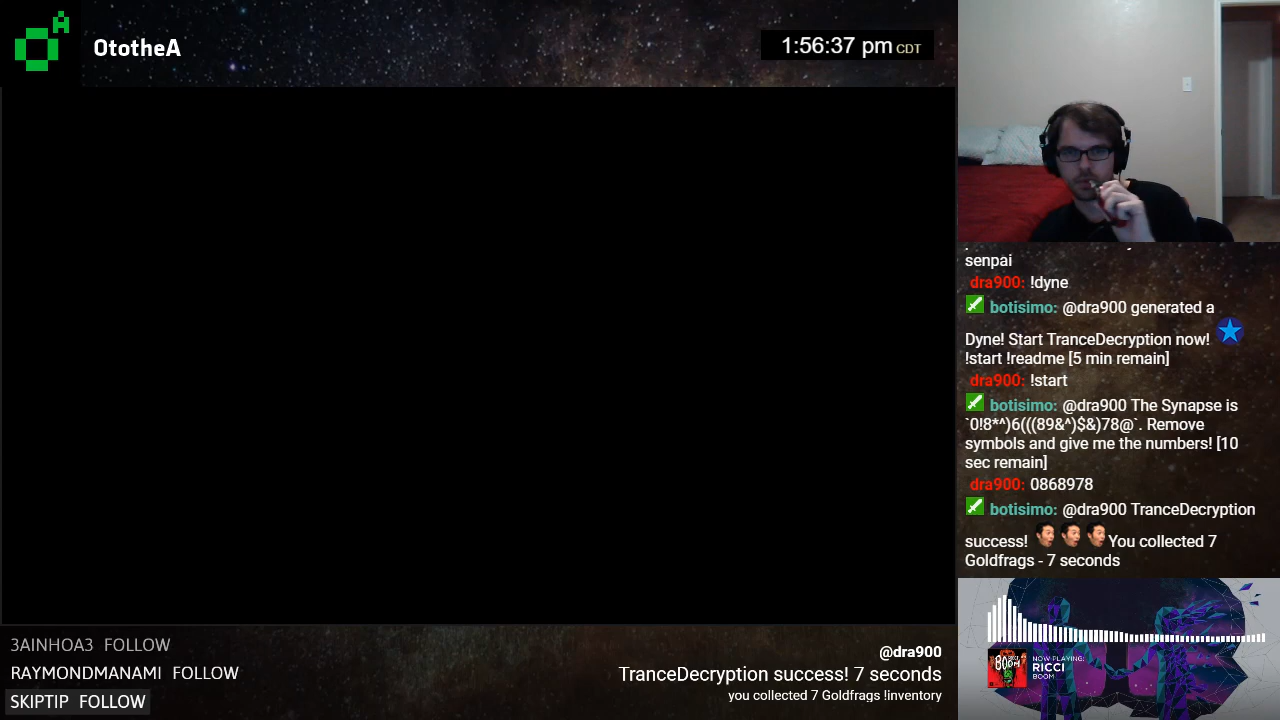 OtotheA
1:56:37 pm CDT
senpai
dra900: !dyne
botisimo: @dra900 generated a
Dyne! Start TranceDecryption now!
!start !readme [5 min remain]
dra900: !start
botisimo: @dra900 The Synapse is
`0!8*^)6(((89&^)$&)78@`. Remove
symbols and give me the numbers! [10
sec remain]
dra900: 0868978
botisimo: @dra900 TranceDecryption
success! You collected 7
Goldfrags - 7 seconds
3AINHOA3 FOLLOW
RAYMONDMANAMI FOLLOW
SKIPTIP FOLLOW
@dra900
TranceDecryption success! 7 seconds
you collected 7 Goldfrags !inventory
NOW PLAYING:
RICCI
BOOM